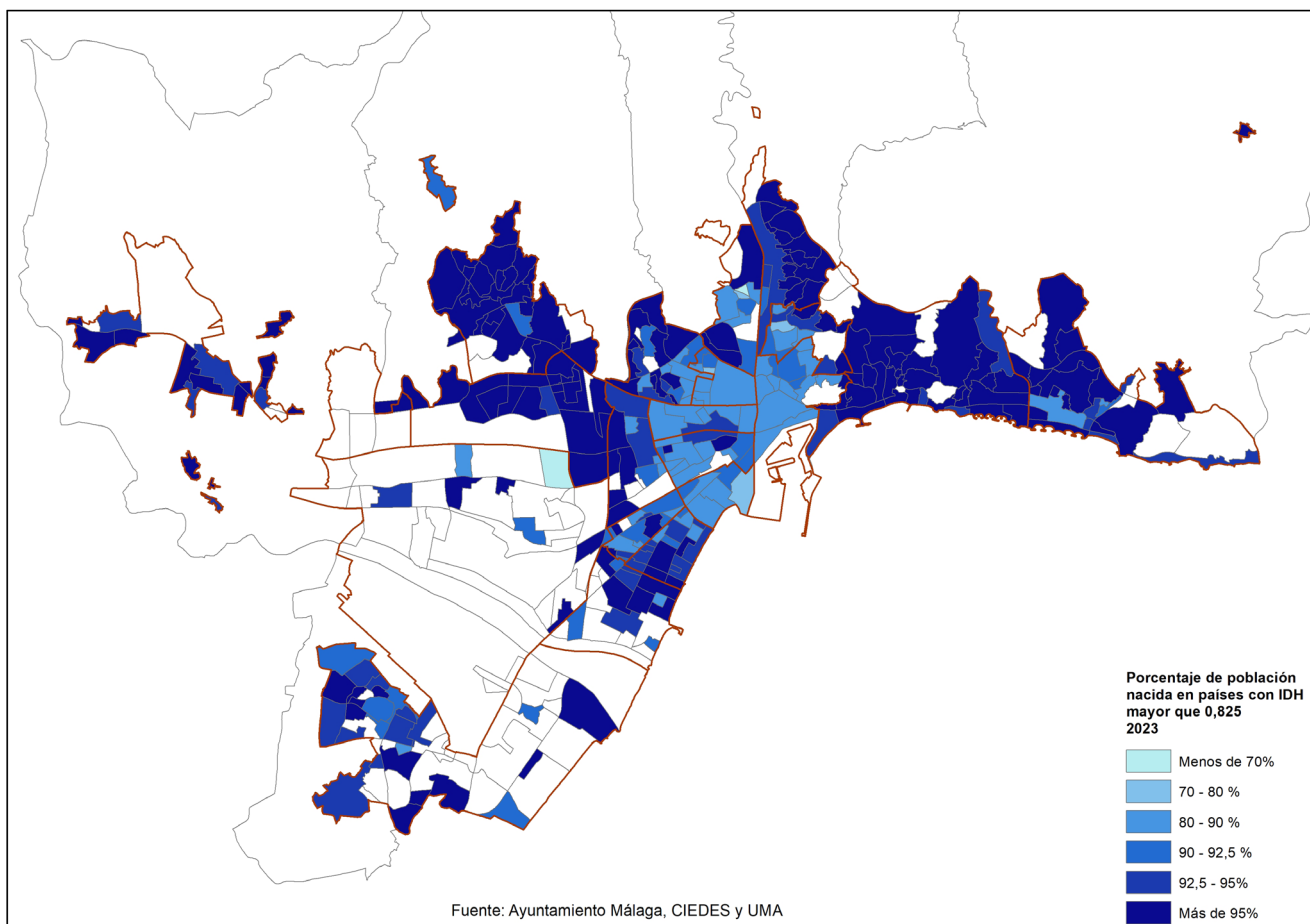 Porcentaje de población
nacida en países con IDH
mayor que 0,825
2023
Menos de 70%
70 - 80 %
80 - 90 %
90 - 92,5 %
92,5 - 95%
Más de 95%
Fuente: Ayuntamiento Málaga, CIEDES y UMA